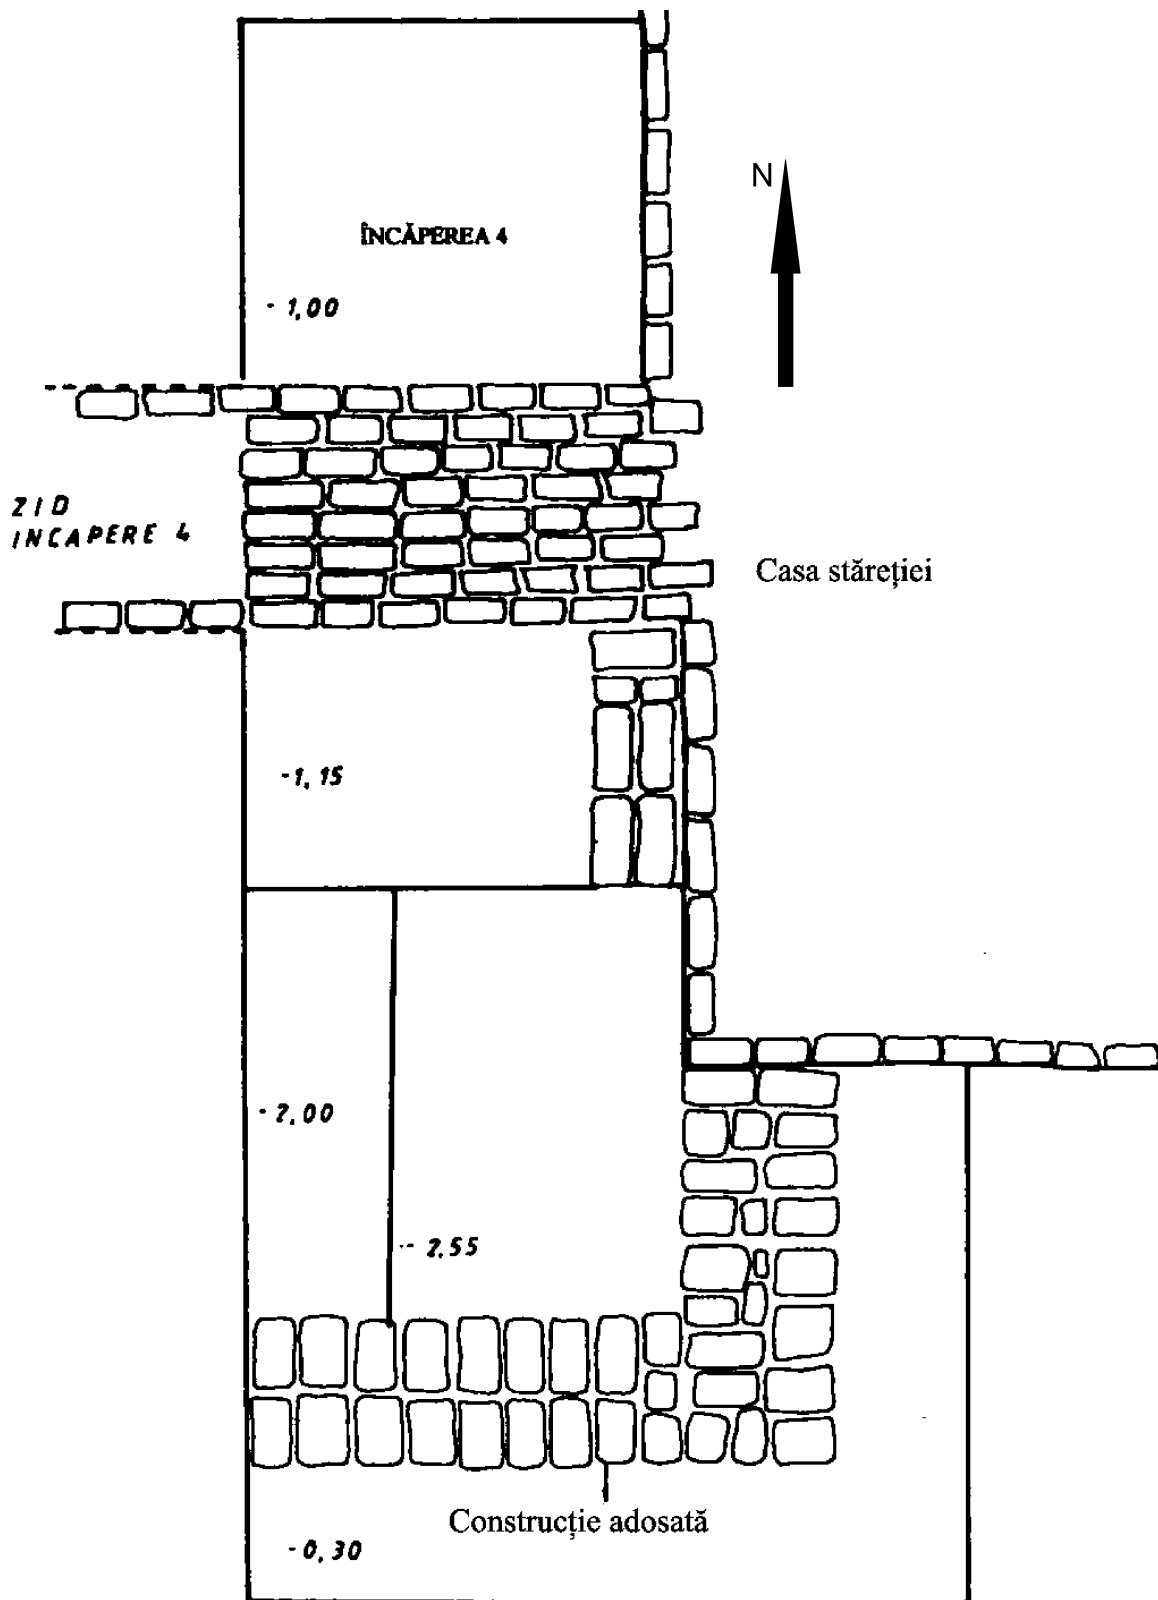 N
ÎNCĂPEREA 4
- 1,00
ZID
INCAPERE 4
Casa stăreției
-1, 15
- 2,00
- 2,55
Construcție adosată
-0, 30